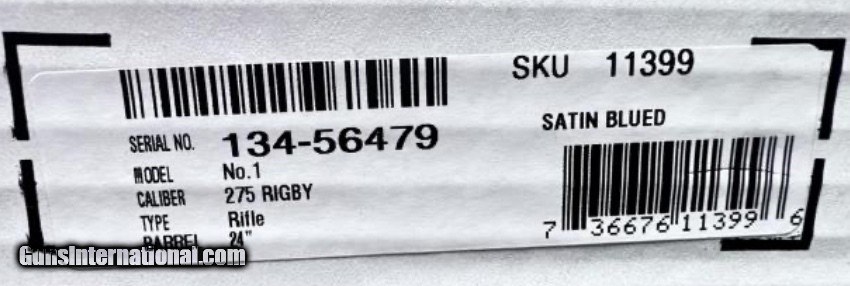 SKU 11399
SERIAL NO. 134-56479
SATIN BLUED
MODEL No.1
CALIBER 275 RIGBY
TYPE Rifle
BARREL 24"
7 36676 11399 6
GunsInternational.com